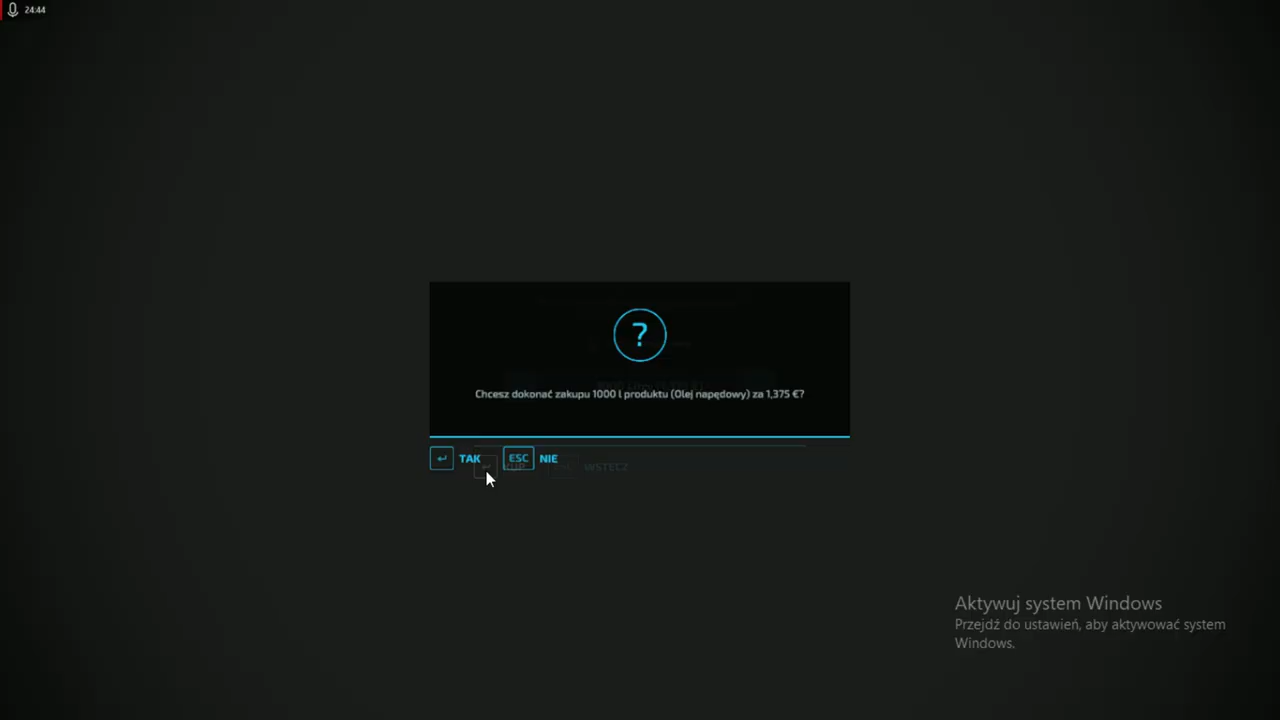 24:44
?
Chcesz dokonać zakupu 1000 l produktu (Olej napędowy) za 1,375 €?
TAK ESC NIE
KUP WSTECZ
Aktywuj system Windows
Przejdź do ustawień, aby aktywować system
Windows.